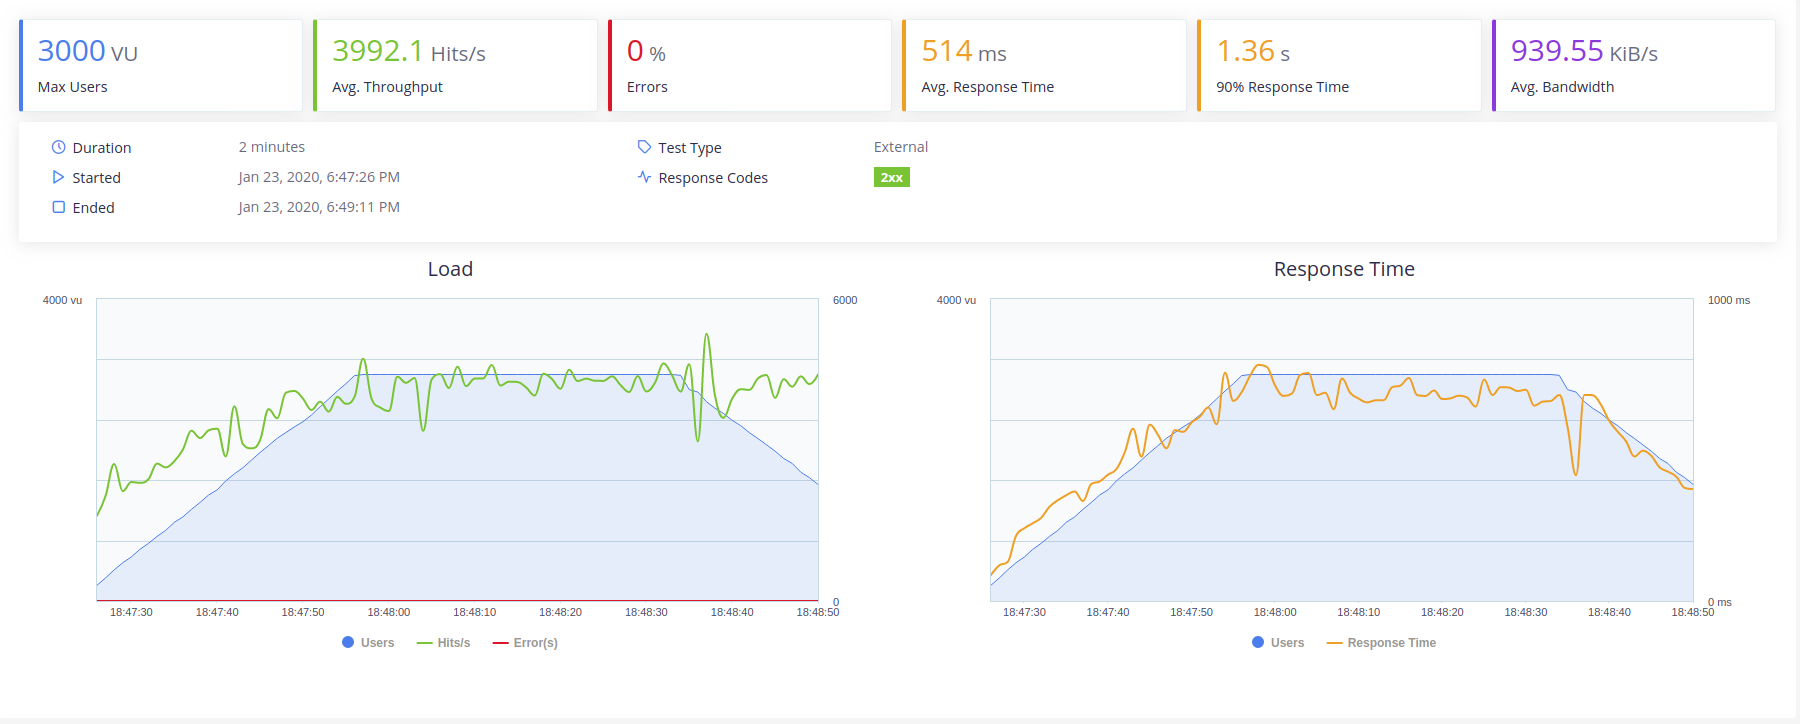 3000 VU
Max Users
3992.1 Hits/s
Avg. Throughput
0 %
Errors
514 ms
Avg. Response Time
1.36 s
90% Response Time
939.55 KiB/s
Avg. Bandwidth
Duration 2 minutes
Started Jan 23, 2020, 6:47:26 PM
Ended Jan 23, 2020, 6:49:11 PM
Test Type External
Response Codes 2xx
Load
4000 vu 6000
0
18:47:30 18:47:40 18:47:50 18:48:00 18:48:10 18:48:20 18:48:30 18:48:40 18:48:50
Users Hits/s Error(s)
Response Time
4000 vu 1000 ms
0 ms
18:47:30 18:47:40 18:47:50 18:48:00 18:48:10 18:48:20 18:48:30 18:48:40 18:48:50
Users Response Time